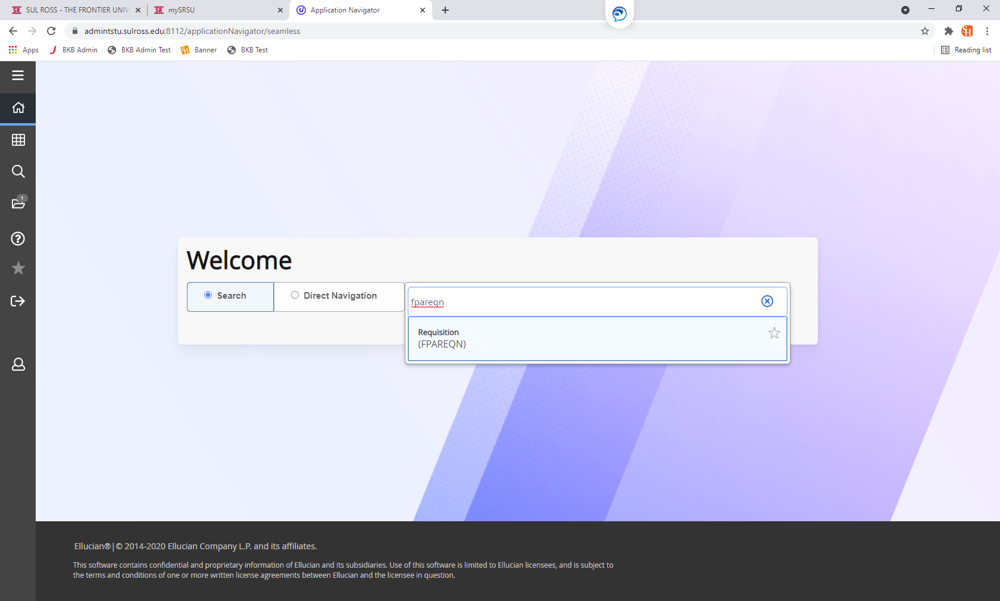 SR SUL ROSS - THE FRONTIER UNIV
SR mySRSU
Application Navigator
admintstu.sulross.edu:8112/applicationNavigator/seamless
Apps
BKB Admin
BKB Admin Test
Banner
BKB Test
Reading list
1
Welcome
Search
Direct Navigation
fpareqn
Requisition
(FPAREQN)
Ellucian®|© 2014-2020 Ellucian Company L.P. and its affiliates.
This software contains confidential and proprietary information of Ellucian and its subsidiaries. Use of this software is limited to Ellucian licensees, and is subject to
the terms and conditions of one or more written license agreements between Ellucian and the licensee in question.